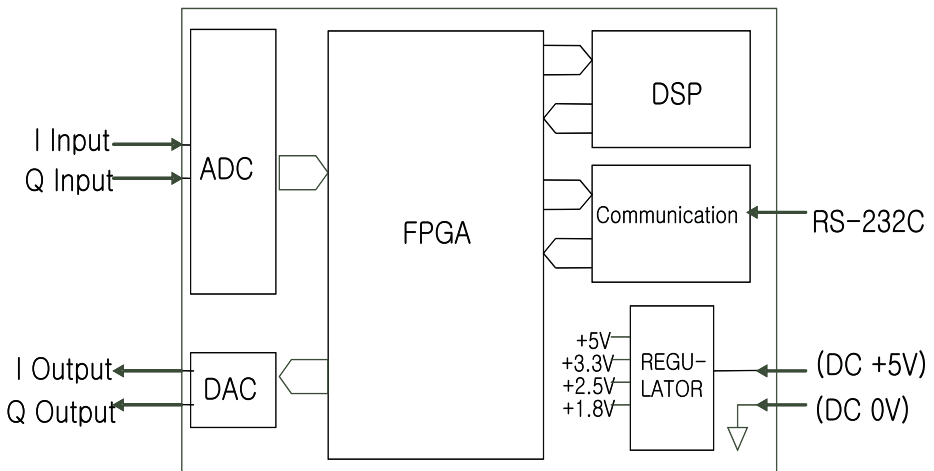 I Input
Q Input
ADC
I Output
Q Output
DAC
FPGA
DSP
Communication
RS-232C
+5V
+3.3V
+2.5V
+1.8V
REGU-
LATOR
(DC +5V)
(DC 0V)